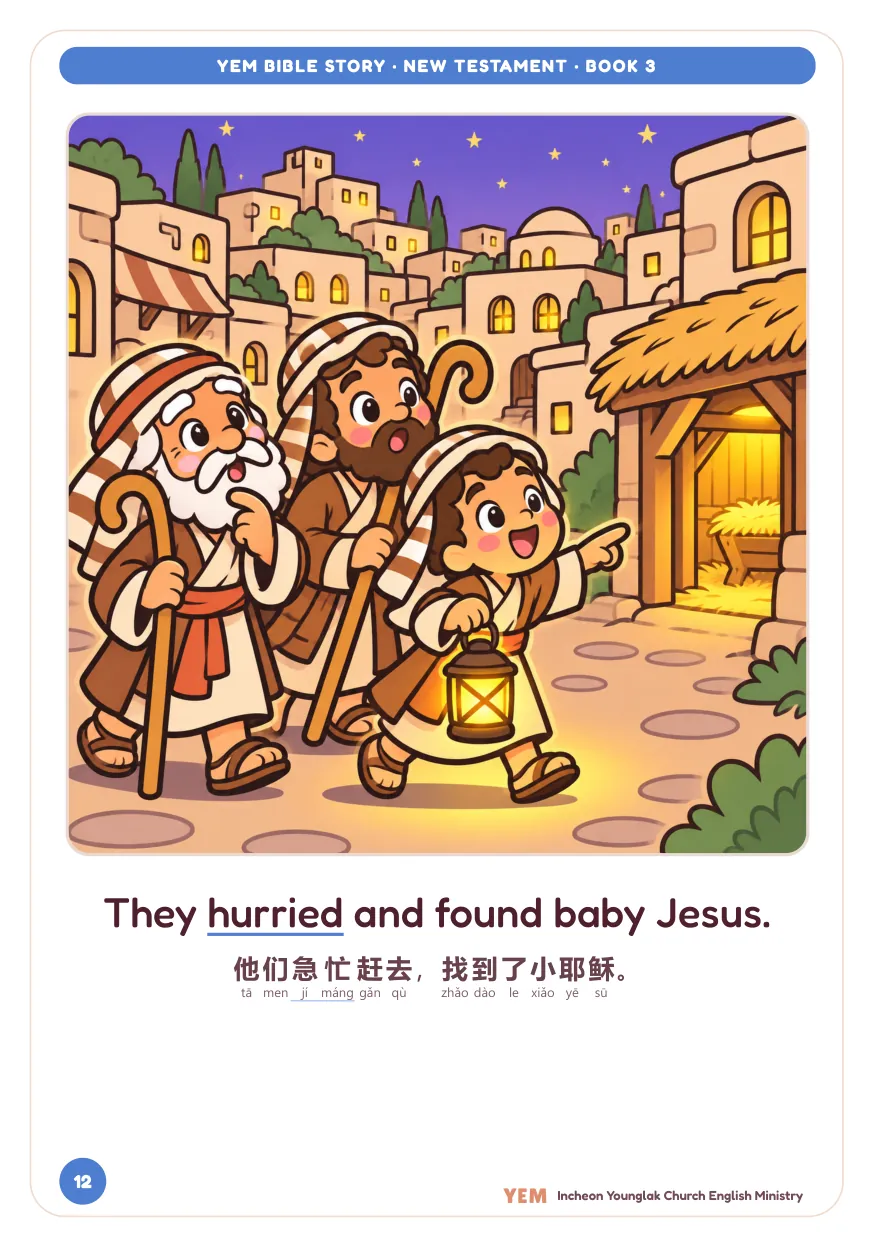 YEM BIBLE STORY · NEW TESTAMENT · BOOK 3
They hurried and found baby Jesus.
他们急忙赶去，找到了小耶稣。
tā men jí máng gǎn qù zhǎo dào le xiǎo yē sū
12
YEM Incheon Younglak Church English Ministry